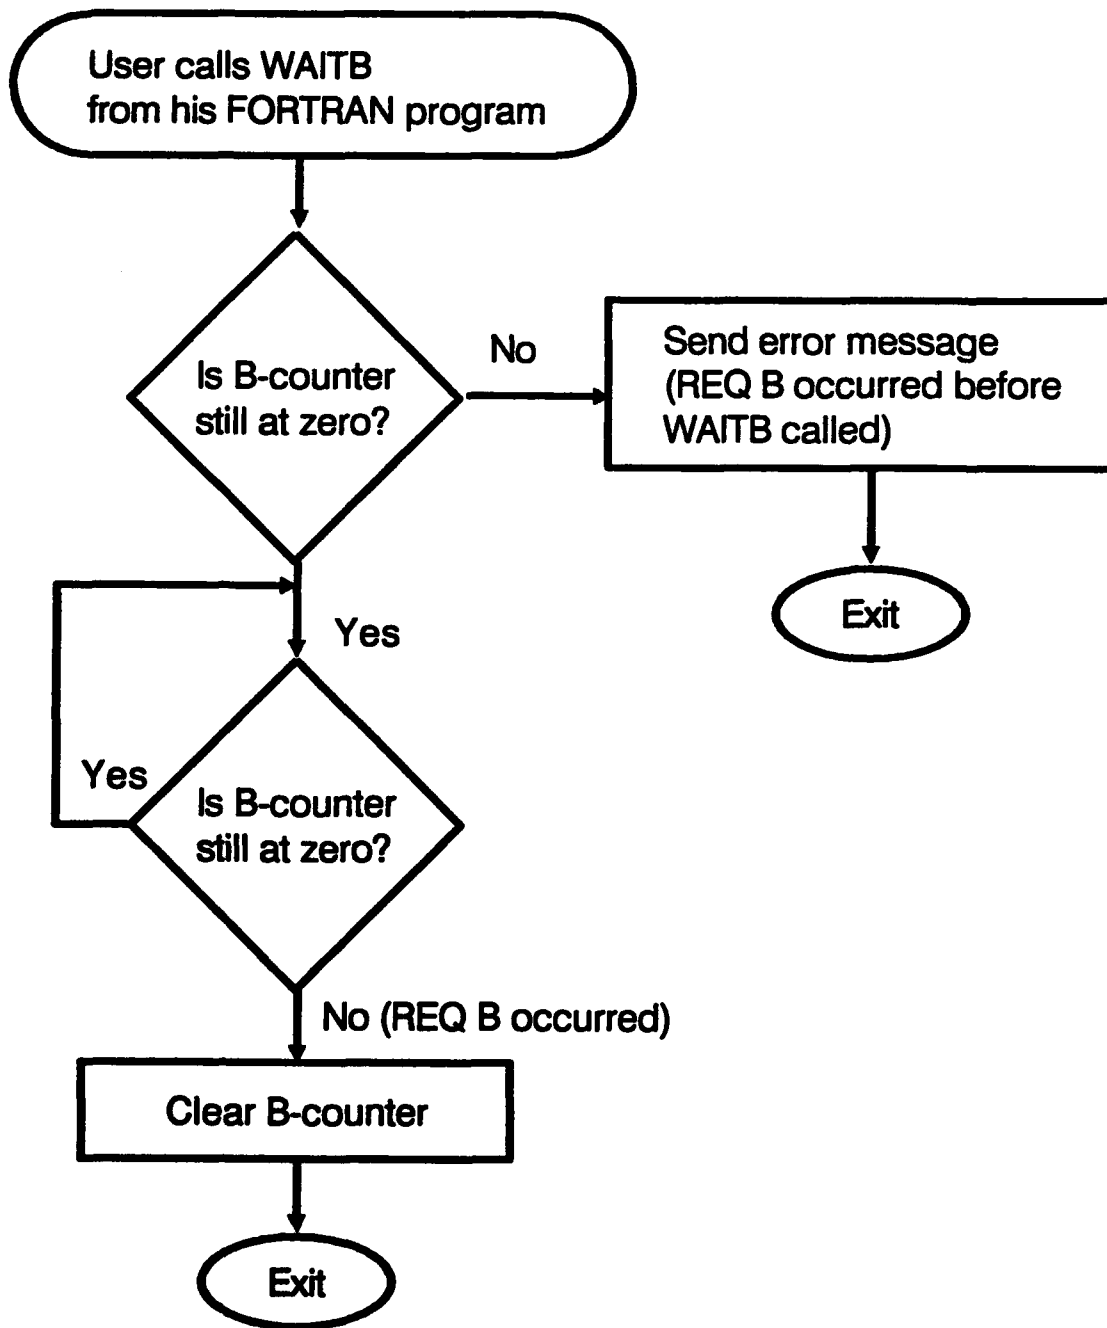 User calls WAITB
from his FORTRAN program
Is B-counter
still at zero?
No
Send error message
(REQ B occurred before
WAITB called)
Exit
Yes
Yes
Is B-counter
still at zero?
No (REQ B occurred)
Clear B-counter
Exit